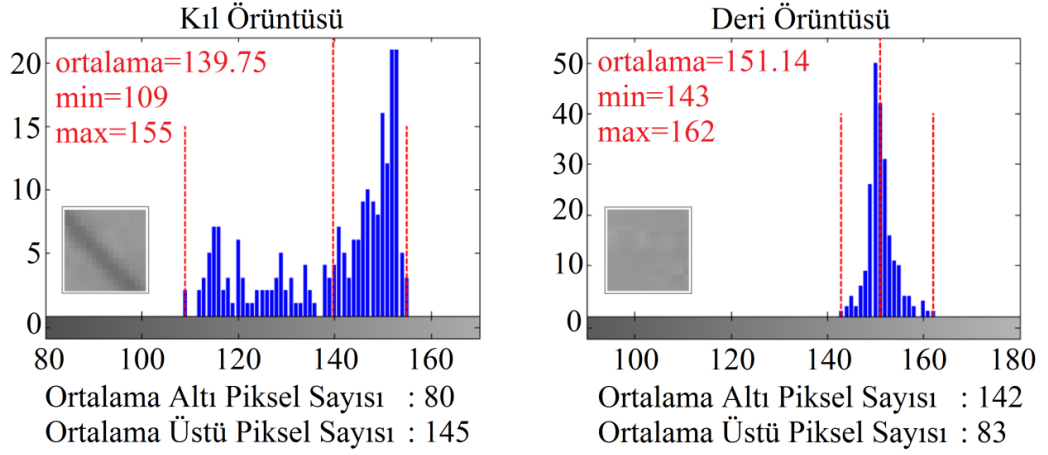 Kıl Örüntüsü
ortalama=139.75
min=109
max=155
20
15
10
5
0
80 100 120 140 160
Ortalama Altı Piksel Sayısı : 80
Ortalama Üstü Piksel Sayısı : 145
Deri Örüntüsü
ortalama=151.14
min=143
max=162
50
40
30
20
10
0
100 120 140 160 180
Ortalama Altı Piksel Sayısı : 142
Ortalama Üstü Piksel Sayısı : 83